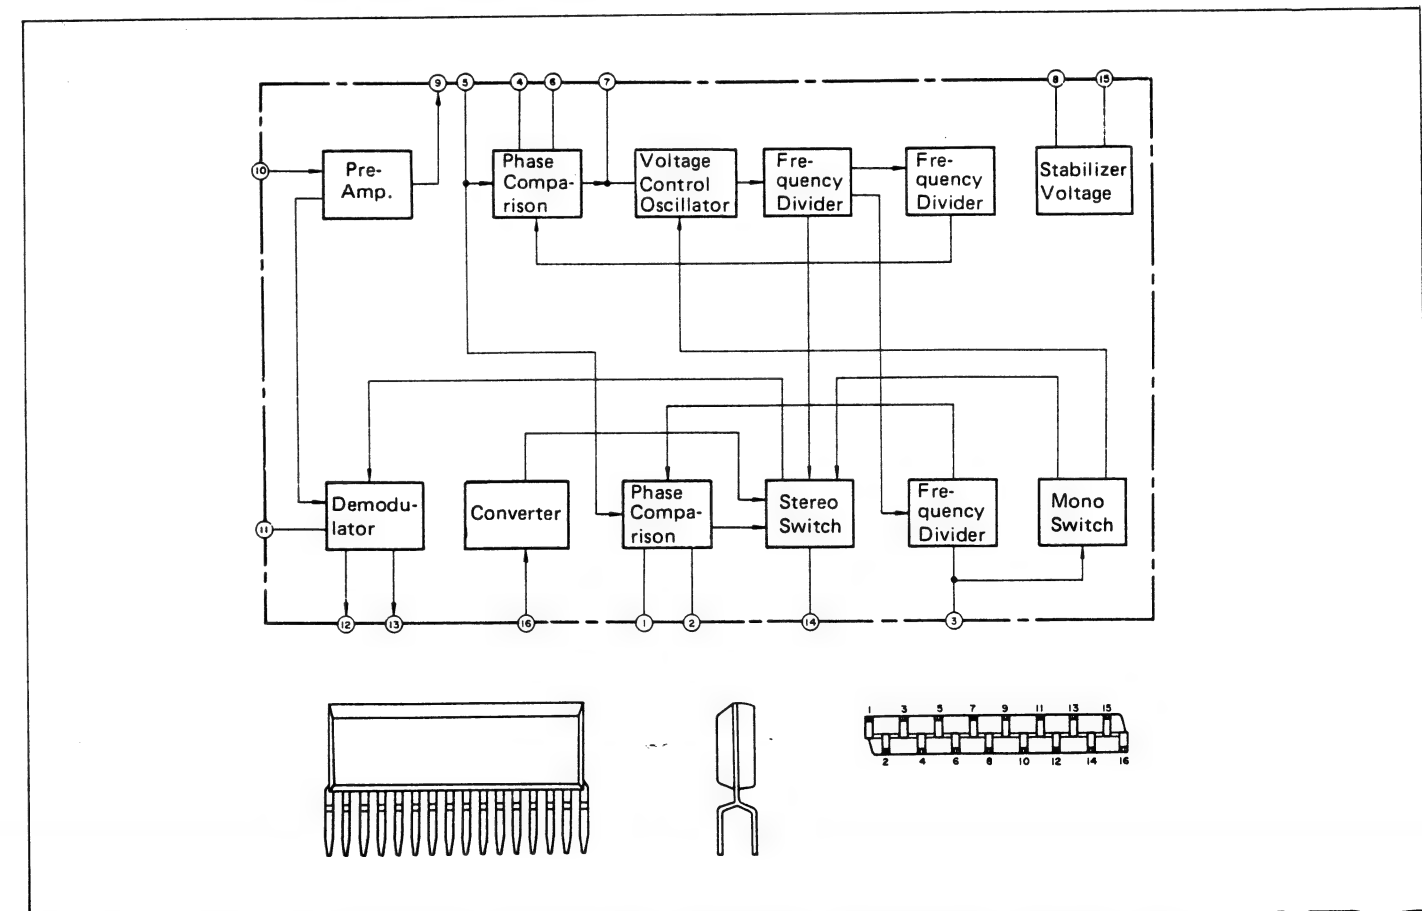 9 5 4 6 7 8 15
10
Pre-
Amp.
Phase
Compa-
rison
Voltage
Control
Oscillator
Fre-
quency
Divider
Fre-
quency
Divider
Stabilizer
Voltage
11
Demodu-
lator
Converter
Phase
Compa-
rison
Stereo
Switch
Fre-
quency
Divider
Mono
Switch
12 13 16 1 2 14 3
1 3 5 7 9 11 13 15
2 4 6 8 10 12 14 16